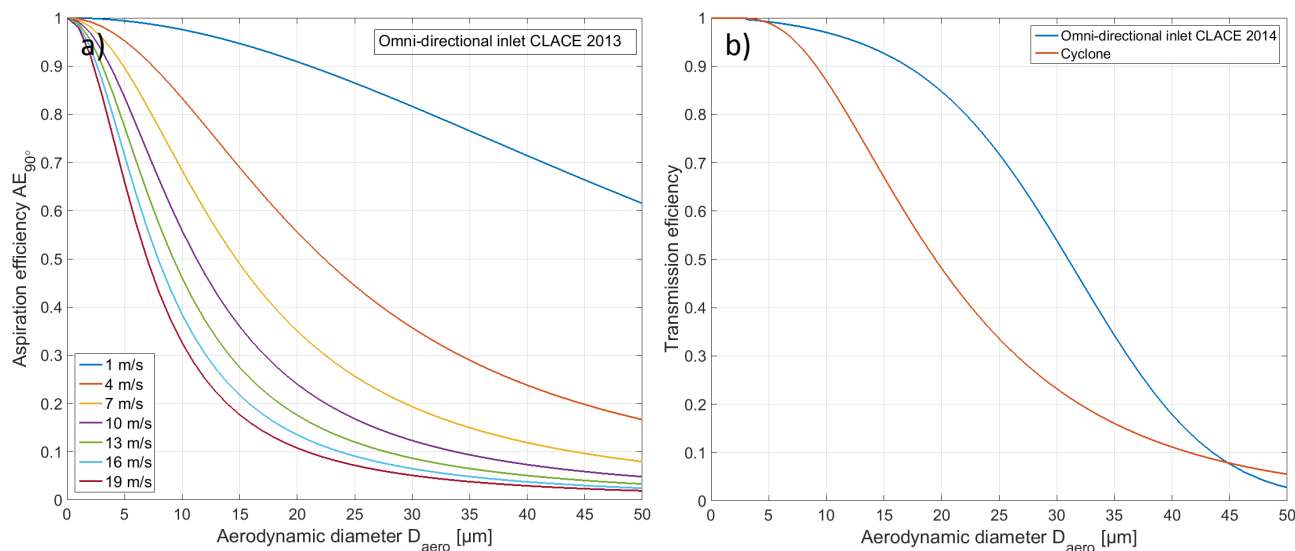 a)
Omni-directional inlet CLACE 2013
Aspiration efficiency AE90°
1
0.9
0.8
0.7
0.6
0.5
0.4
0.3
0.2
0.1
0
1 m/s
4 m/s
7 m/s
10 m/s
13 m/s
16 m/s
19 m/s
0 5 10 15 20 25 30 35 40 45 50
Aerodynamic diameter Daero [µm]
b)
Omni-directional inlet CLACE 2014
Cyclone
Transmission eficiency
1
0.9
0.8
0.7
0.6
0.5
0.4
0.3
0.2
0.1
0
0 5 10 15 20 25 30 35 40 45 50
Aerodynamic diameter Daero [µm]